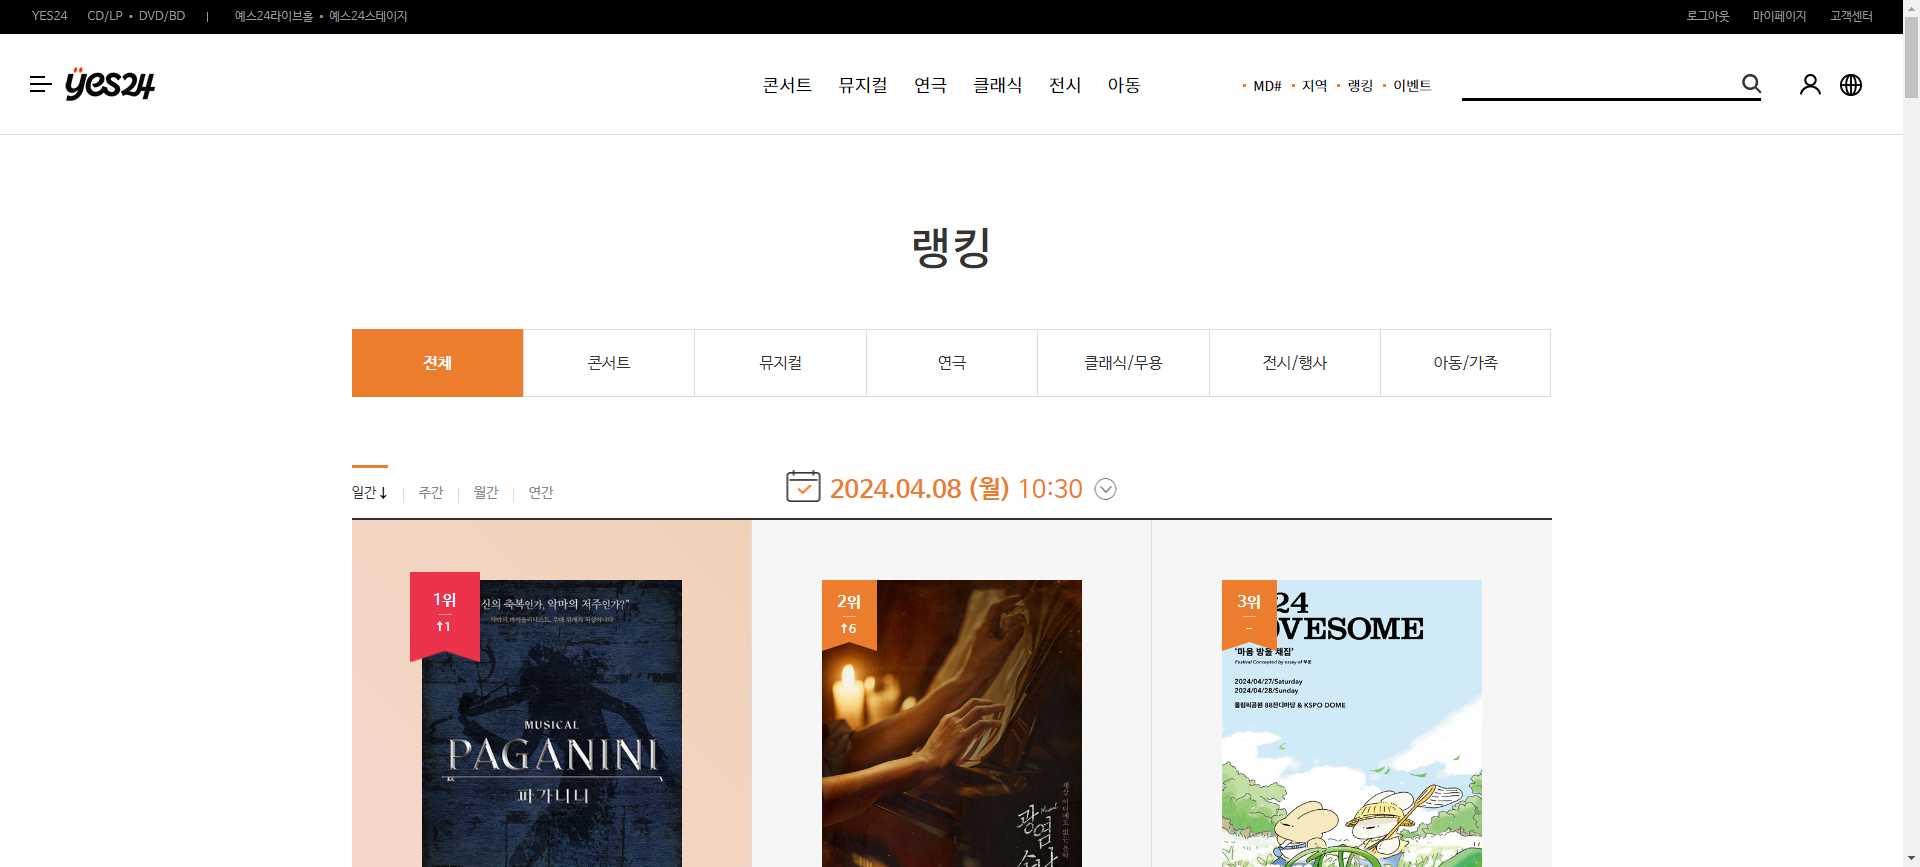 YES24 CD/LP • DVD/BD | 예스24라이브홀 • 예스24스테이지 로그아웃 마이페이지 고객센터
yes24 콘서트 뮤지컬 연극 클래식 전시 아동 MD# 지역 랭킹 이벤트
랭킹
전체 콘서트 뮤지컬 연극 클래식/무용 전시/행사 아동/가족
일간↓ 주간 월간 연간
2024.04.08 (월) 10:30
1위
↑1
신의 축복인가, 악마의 저주인가?"
MUSICAL
PAGANINI
파가니니
2위
↑6
광염
3위
-
24
OVESOME
'마음 방울 채집'
2024/04/27/Saturday
2024/04/28/Sunday
올림픽공원 88잔디마당 & KSPO DOME